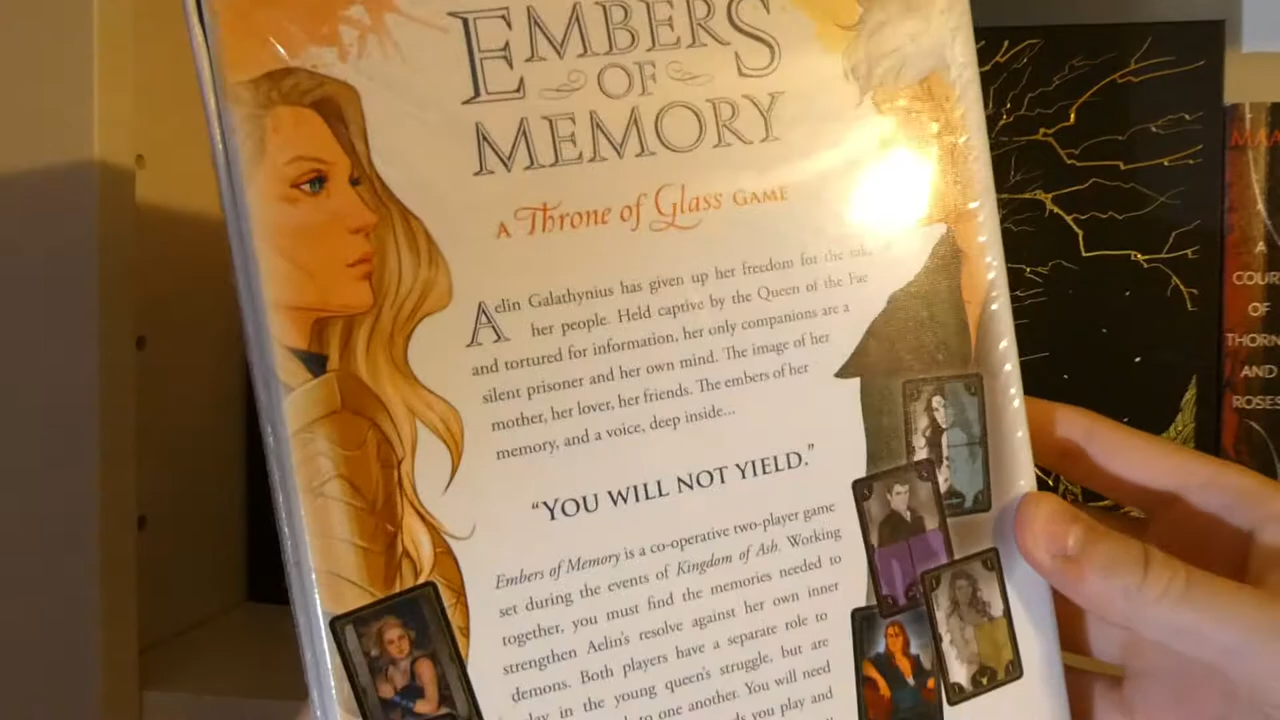 EMBERS
OF
MEMORY
A Throne of Glass GAME
Aelin Galathynius has given up her freedom for the
her people. Held captive by the Queen of the Fae
and tortured for information, her only companions are a
silent prisoner and her own mind. The image of her
mother, her lover, her friends. The embers of her
memory, and a voice, deep inside...
“YOU WILL NOT YIELD.”
Embers of Memory is a co-operative two-player game
set during the events of Kingdom of Ash. Working
together, you must find the memories needed to
strengthen Aelin's resolve against her own inner
demons. Both players have a separate role to
in the young queen's struggle, but are
to one another. You will need
you play and
A
COUR
OF
THORN
AND
ROSES